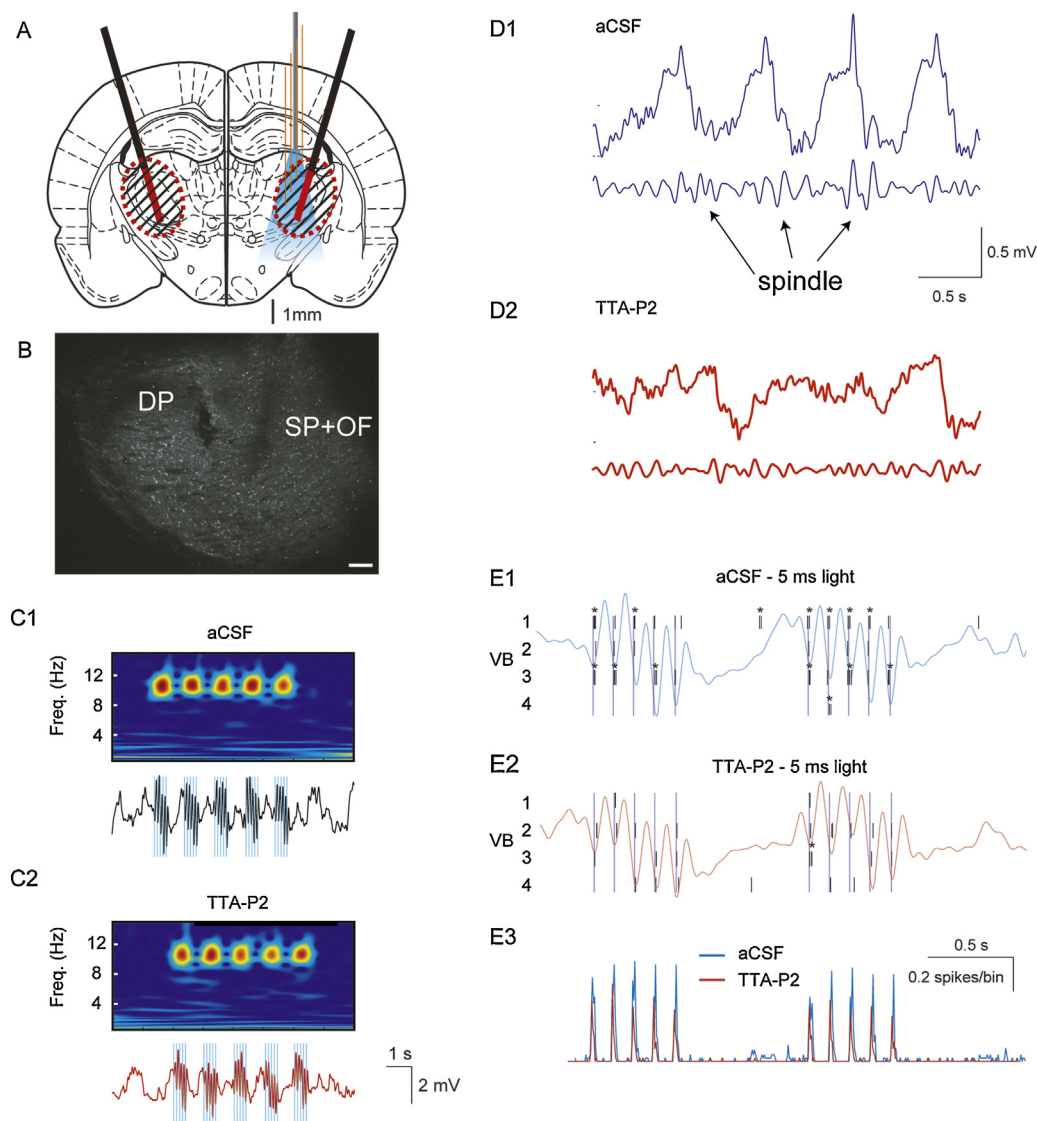 A
1mm
B
DP
SP+OF
C1
aCSF
Freq. (Hz)
12
8
4
C2
TTA-P2
Freq. (Hz)
12
8
4
1 s
2 mV
D1
aCSF
spindle
0.5 mV
0.5 s
D2
TTA-P2
E1
aCSF - 5 ms light
VB
1
2
3
4
* * * * * * *
* * * * *
*
E2
TTA-P2 - 5 ms light
VB
1
2
3
4
*
E3
aCSF
TTA-P2
0.5 s
0.2 spikes/bin